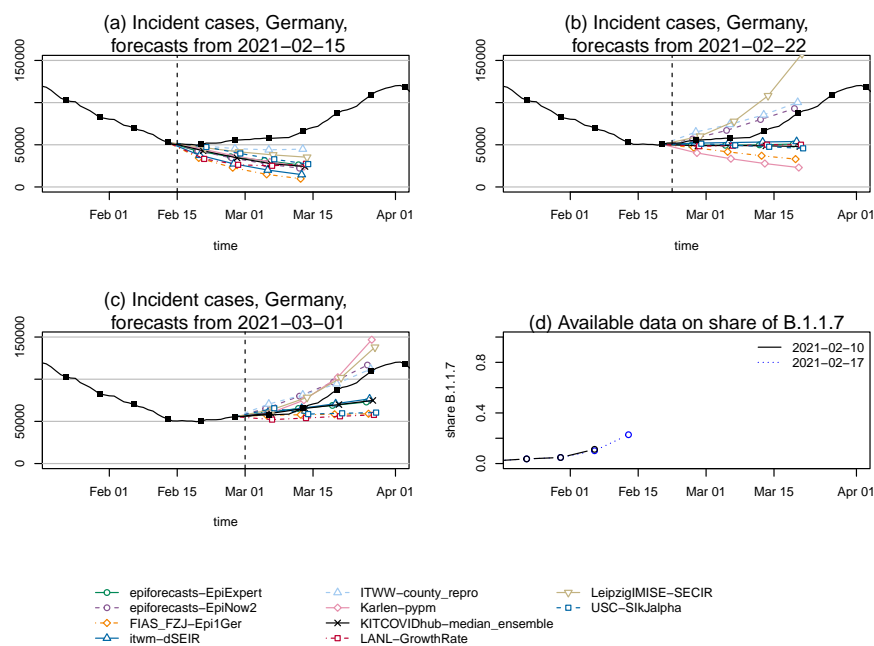 (a) Incident cases, Germany,
forecasts from 2021−02−15
150000
50000
0
Feb 01
Feb 15
Mar 01
Mar 15
Apr 01
time
(b) Incident cases, Germany,
forecasts from 2021−02−22
150000
50000
0
Feb 01
Feb 15
Mar 01
Mar 15
Apr 01
time
(c) Incident cases, Germany,
forecasts from 2021−03−01
150000
50000
0
Feb 01
Feb 15
Mar 01
Mar 15
Apr 01
time
(d) Available data on share of B.1.1.7
share B.1.1.7
0.8
0.4
0.0
2021−02−10
2021−02−17
Feb 01
Feb 15
Mar 01
Mar 15
Apr 01
epiforecasts−EpiExpert
epiforecasts−EpiNow2
FIAS_FZJ−Epi1Ger
itwm−dSEIR
ITWW−county_repro
Karlen−pypm
KITCOVIDhub−median_ensemble
LANL−GrowthRate
LeipzigIMISE−SECIR
USC−SIkJalpha